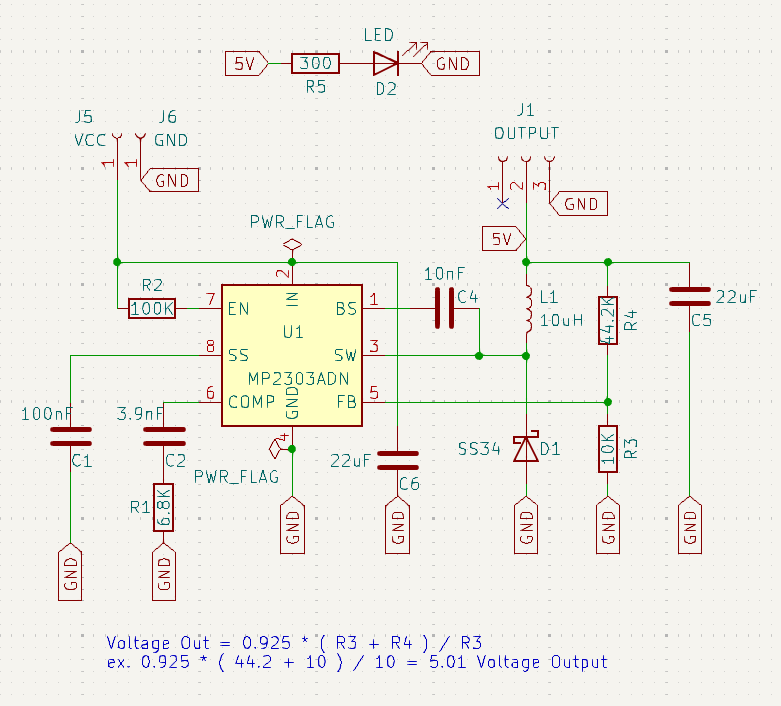 LED
5V
300
GND
R5
D2
J5
J6
VCC
GND
1
1
GND
J1
OUTPUT
1
2
3
GND
PWR_FLAG
5V
2
R2
100K
7
EN
IN
BS
1
10nF
C4
L1
10uH
44.2K
R4
22uF
C5
U1
8
SS
SW
3
MP2303ADN
6
COMP
GND
FB
5
100nF
C1
3.9nF
C2
4
PWR_FLAG
22uF
C6
SS34
D1
10K
R3
R1
6.8K
GND
GND
GND
GND
GND
GND
GND
Voltage Out = 0.925 * ( R3 + R4 ) / R3
ex. 0.925 * ( 44.2 + 10 ) / 10 = 5.01 Voltage Output